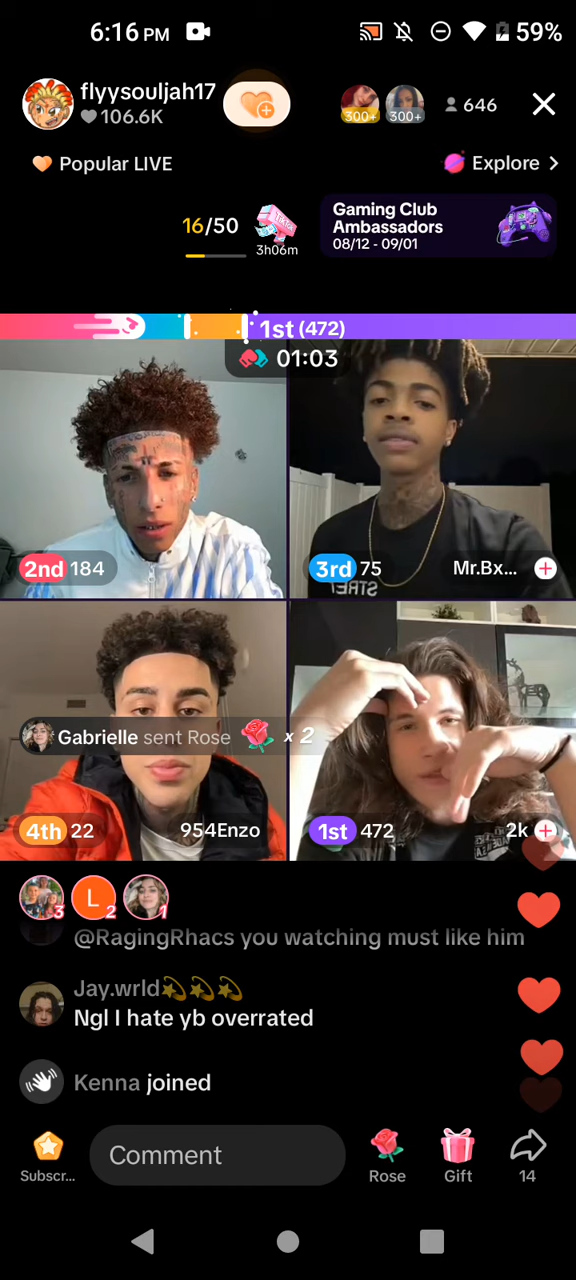 6:16 PM
59%
flyysouljah17
106.6K
300+
300+
646
Popular LIVE
Explore >
16/50
TikTok
3h06m
Gaming Club
Ambassadors
08/12 - 09/01
1st (472)
01:03
2nd 184
3rd 75
Mr.Bx...
Gabrielle sent Rose x 2
4th 22
954Enzo
1st 472
2k
3
L
2
1
@RagingRhacs you watching must like him
Jay.wrld💫💫💫
Ngl I hate yb overrated
Kenna joined
Subscr...
Comment
Rose
Gift
14